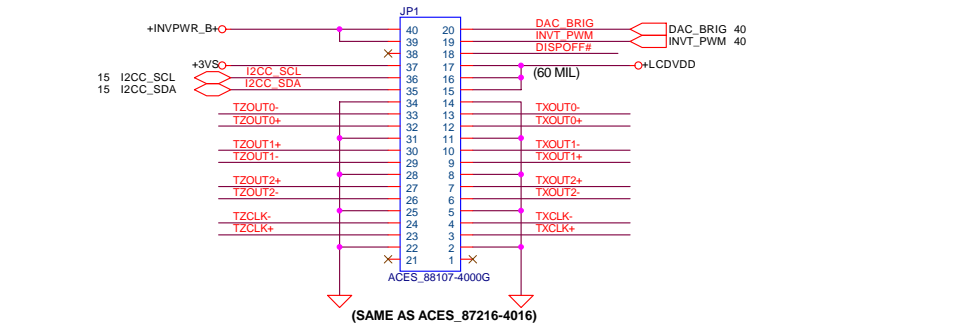 JP1
+INVPWR_B+ 40 20 DAC_BRIG DAC_BRIG 40
39 19 INVT_PWM INVT_PWM 40
38 18 DISPOFF#
+3VS 37 17 +LCDVDD
15 I2CC_SCL I2CC_SCL 36 16 (60 MIL)
15 I2CC_SDA I2CC_SDA 35 15
34 14
TZOUT0- 33 13 TXOUT0-
TZOUT0+ 32 12 TXOUT0+
31 11
TZOUT1+ 30 10 TXOUT1-
TZOUT1- 29 9 TXOUT1+
28 8
TZOUT2+ 27 7 TXOUT2+
TZOUT2- 26 6 TXOUT2-
25 5
TZCLK- 24 4 TXCLK-
TZCLK+ 23 3 TXCLK+
22 2
21 1
ACES_88107-4000G
(SAME AS ACES_87216-4016)